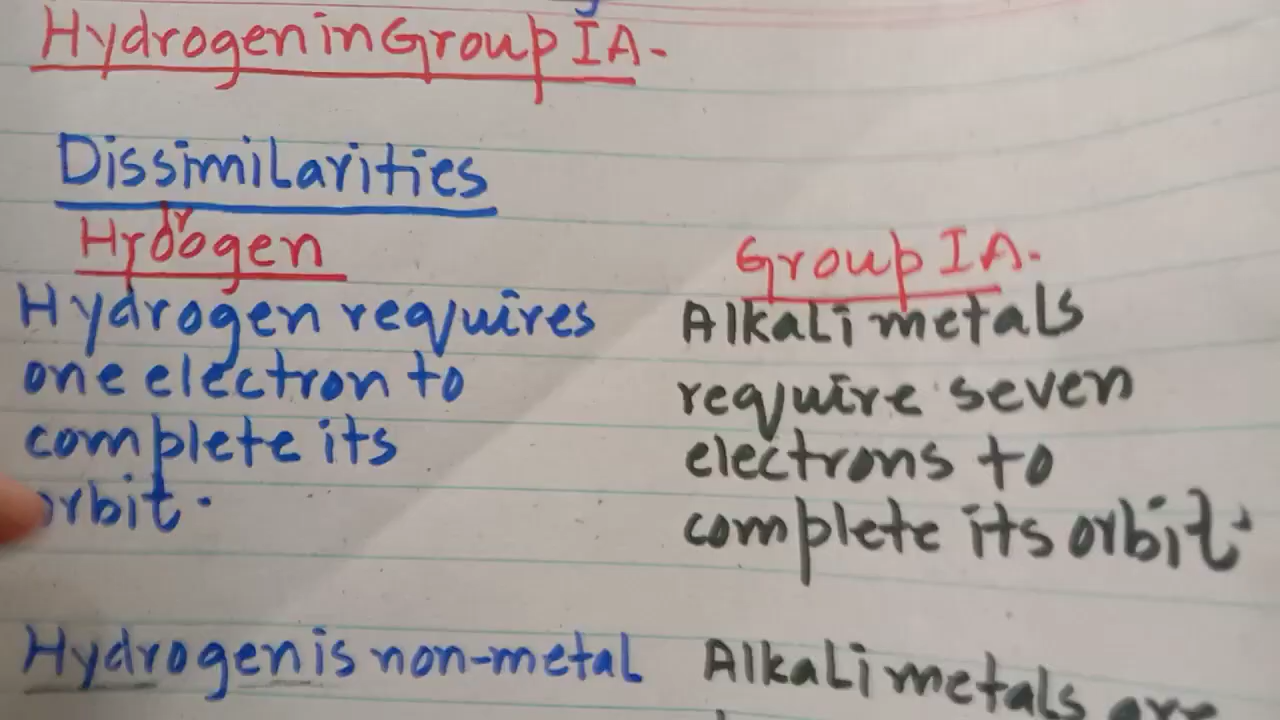 Hydrogen in Group IA-
Dissimilarities
Hydrogen
Group IA.
Hydrogen requires
one electron to
complete its
orbit.
Alkali metals
require seven
electrons to
complete its orbit.
Hydrogen is non-metal
Alkali metals are